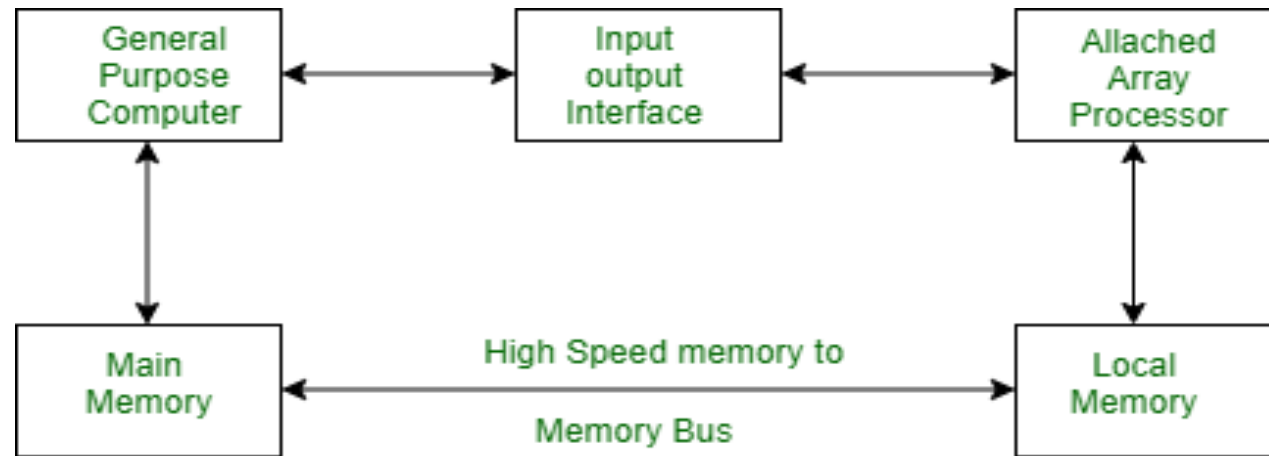 General
Purpose
Computer
Input
output
Interface
Allached
Array
Processor
Main
Memory
High Speed memory to
Memory Bus
Local
Memory